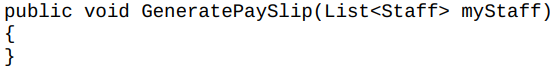 public void GeneratePaySlip(List<Staff> myStaff)
{
}